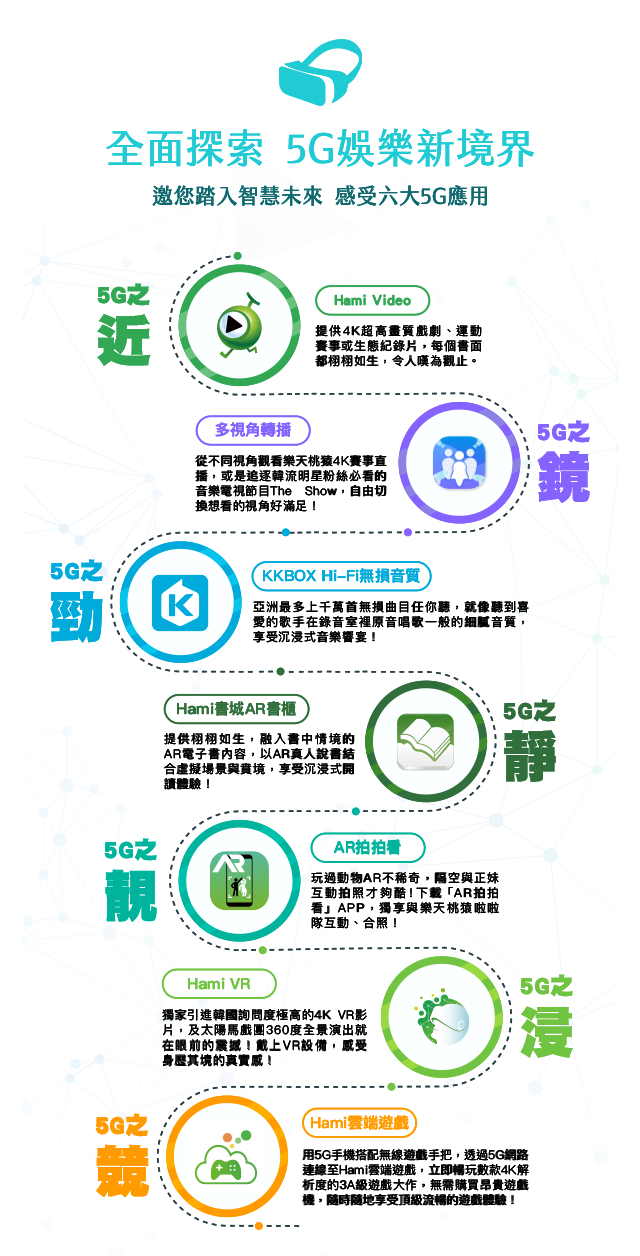 全面探索 5G娛樂新境界
邀您踏入智慧未來 感受六大5G應用
5G之
近
Hami Video
提供4K超高畫質戲劇、運動
賽事或生態紀錄片，每個畫面
都栩栩如生，令人嘆為觀止。
多視角轉播
從不同視角觀看樂天桃猿4K賽事直
播，或是追逐韓流明星粉絲必看的
音樂電視節目The Show，自由切
換想看的視角好滿足！
5G之
鏡
5G之
勁
KKBOX Hi-Fi無損音質
亞洲最多上千萬首無損曲目任你聽，就像聽到喜
愛的歌手在錄音室裡原音唱歌一般的細膩音質，
享受沉浸式音樂響宴！
Hami書城AR書櫃
提供栩栩如生，融入書中情境的
AR電子書內容，以AR真人說書結
合虛擬場景與實境，享受沉浸式閱
讀體驗！
5G之
靜
5G之
靚
AR
AR拍拍看
玩過動物AR不稀奇，隔空與正妹
互動拍照才夠酷！下載「AR拍拍
看」APP，獨享與樂天桃猿啦啦
隊互動、合照！
Hami VR
獨家引進韓國詢問度極高的4K VR影
片，及太陽馬戲團360度全景演出就
在眼前的震撼！戴上VR設備，感受
身歷其境的真實感！
5G之
浸
5G之
競
Hami雲端遊戲
用5G手機搭配無線遊戲手把，透過5G網路
連線至Hami雲端遊戲，立即暢玩數款4K解
析度的3A級遊戲大作，無需購買昂貴遊戲
機，隨時隨地享受頂級流暢的遊戲體驗！